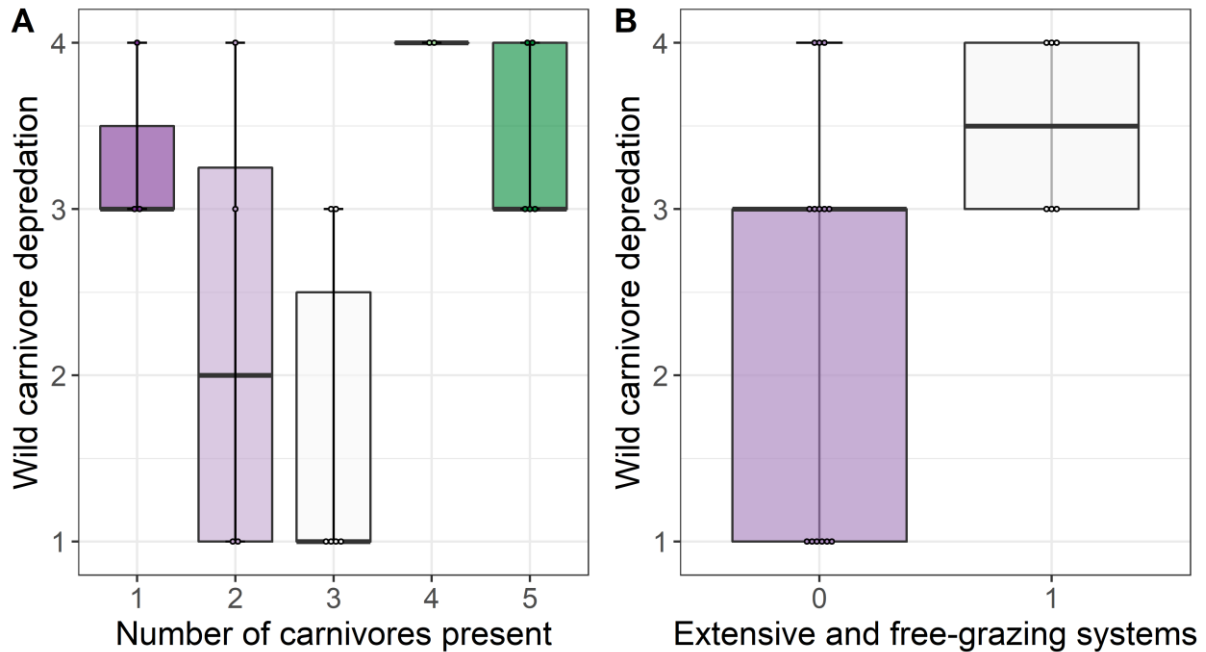 A
Wild carnivore depredation
4
3
2
1
1 2 3 4 5
Number of carnivores present
B
Wild carnivore depredation
4
3
2
1
0 1
Extensive and free-grazing systems